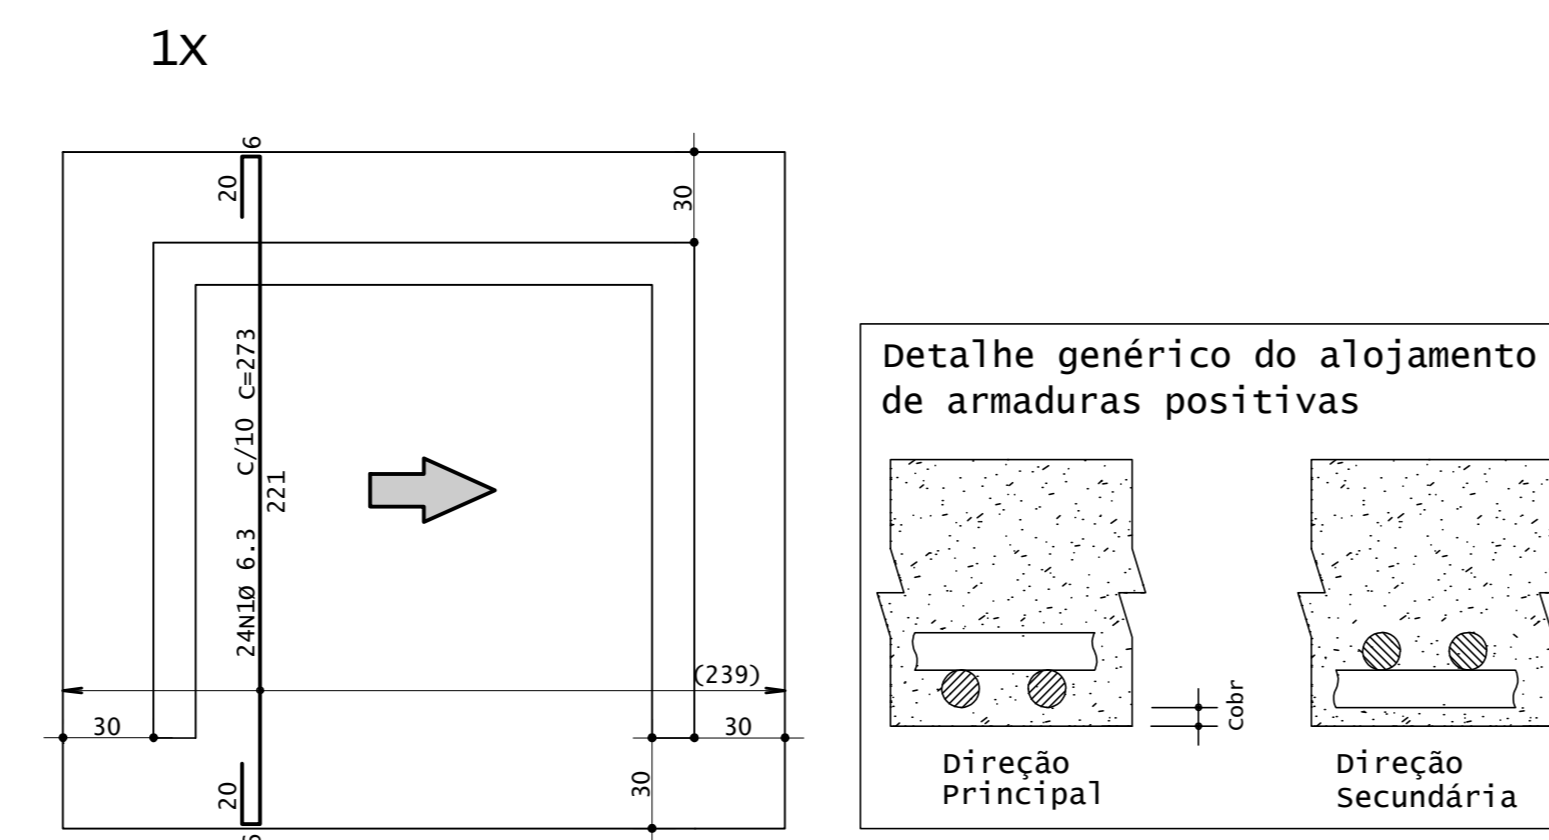 1X
6
20
30
24N1Ø 6.3 C/10 C=273
221
(239)
30
30
20
30
Detalhe genérico do alojamento
de armaduras positivas
Cobr
Direção
Principal
Direção
Secundária